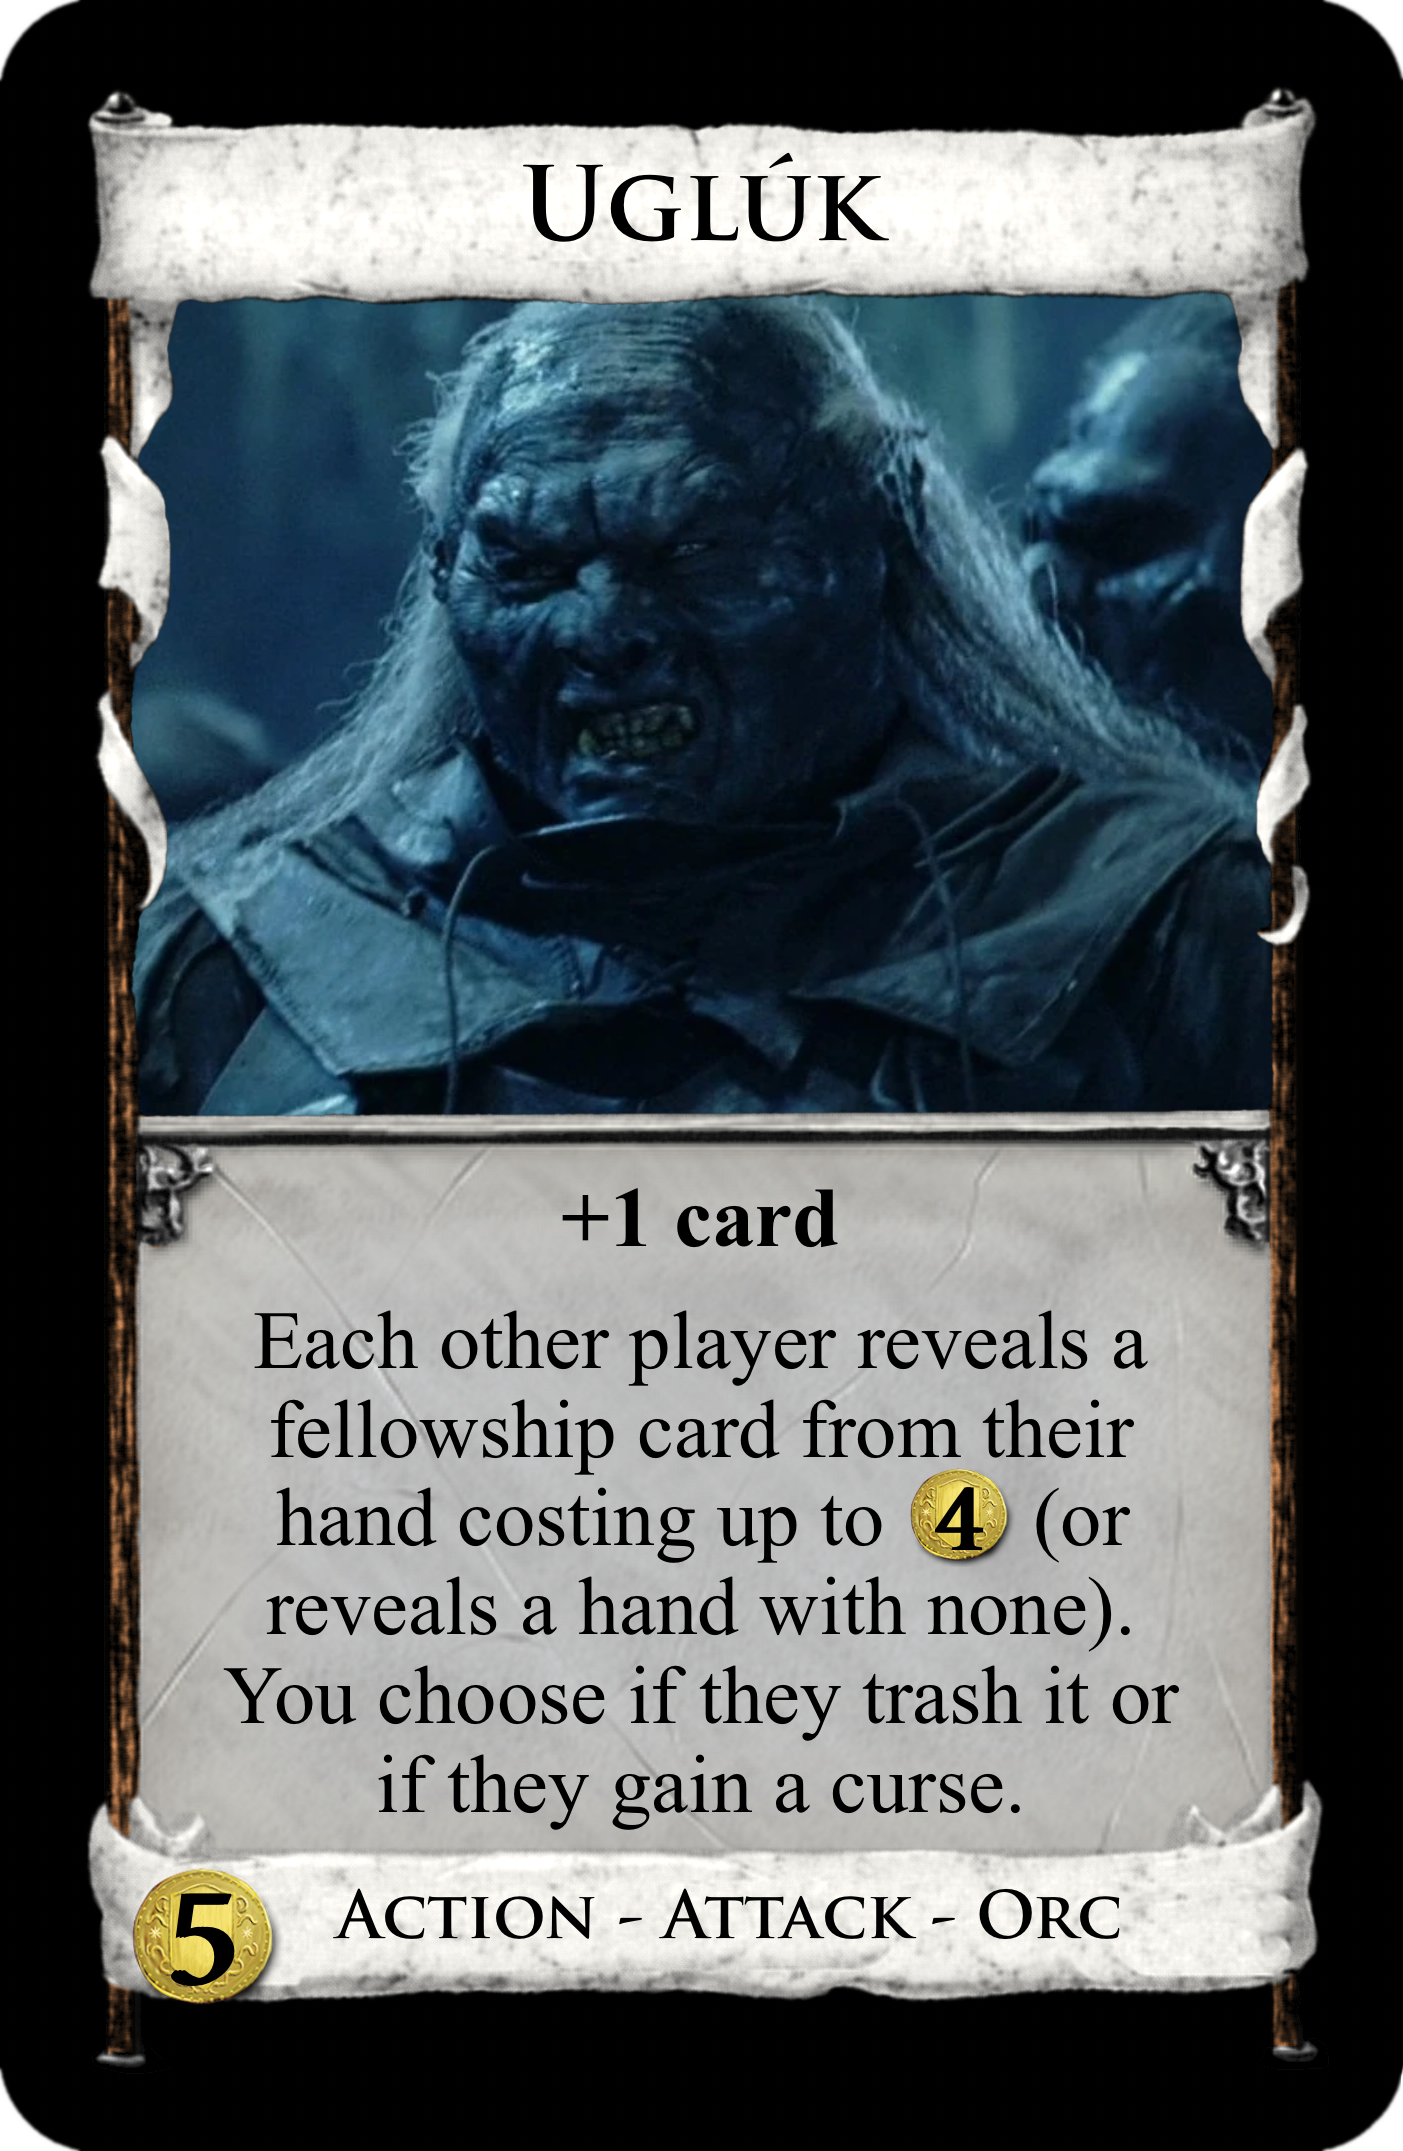 Uglúk
+1 card
Each other player reveals a
fellowship card from their
hand costing up to 4 (or
reveals a hand with none).
You choose if they trash it or
if they gain a curse.
5 Action - Attack - Orc